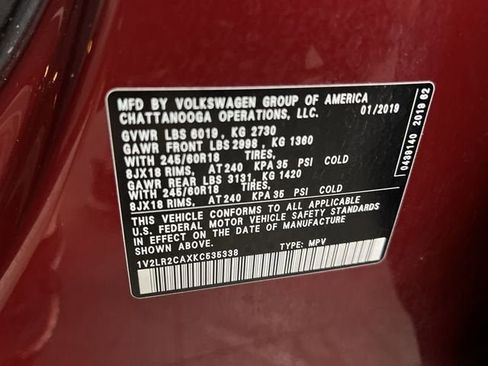 MFD BY VOLKSWAGEN GROUP OF AMERICA
CHATTANOOGA OPERATIONS, LLC. 01/2019
GVWR LBS 6019, KG 2730
GAWR FRONT LBS 2998, KG 1360
WITH 245/60R18 TIRES,
8JX18 RIMS, AT 240 KPA 35 PSI COLD
GAWR REAR LBS 3131, KG 1420
WITH 245/60R18 TIRES,
8JX18 RIMS, AT 240 KPA 35 PSI COLD
THIS VEHICLE CONFORMS TO ALL APPLICABLE
U.S. FEDERAL MOTOR VEHICLE SAFETY STANDARDS
IN EFFECT ON THE DATE OF MANUFACTURE
SHOWN ABOVE.
1V2LR2CAXKC535338 TYPE: MPV
0439140 2019 62